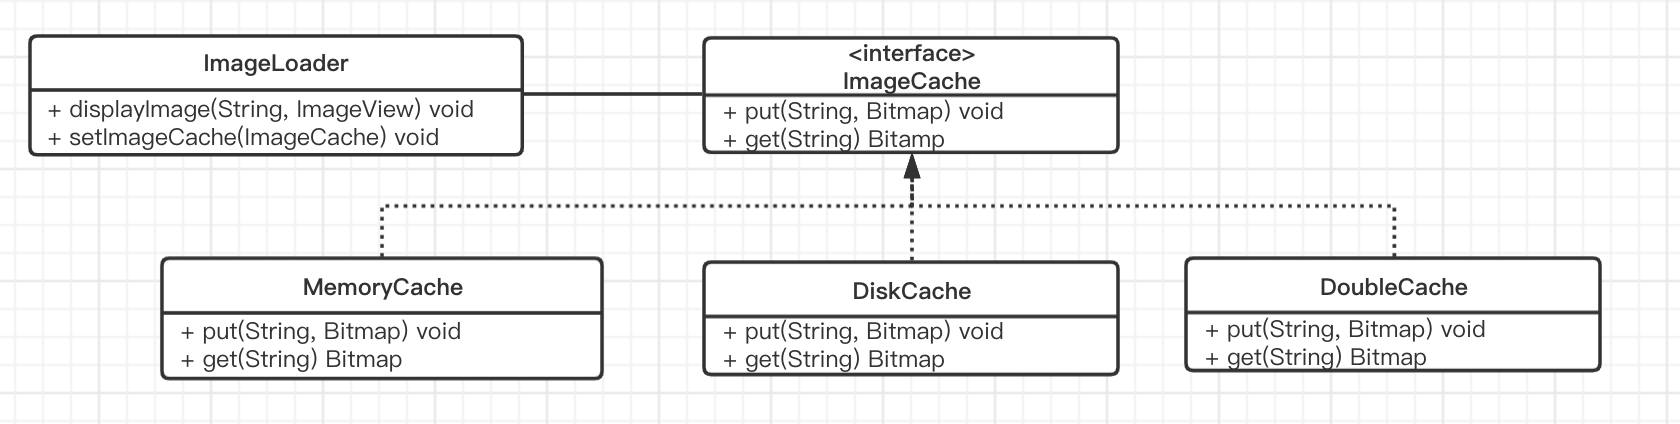 ImageLoader
+ displayImage(String, ImageView) void
+ setImageCache(ImageCache) void
<interface>
ImageCache
+ put(String, Bitmap) void
+ get(String) Bitamp
MemoryCache
+ put(String, Bitmap) void
+ get(String) Bitmap
DiskCache
+ put(String, Bitmap) void
+ get(String) Bitmap
DoubleCache
+ put(String, Bitmap) void
+ get(String) Bitmap